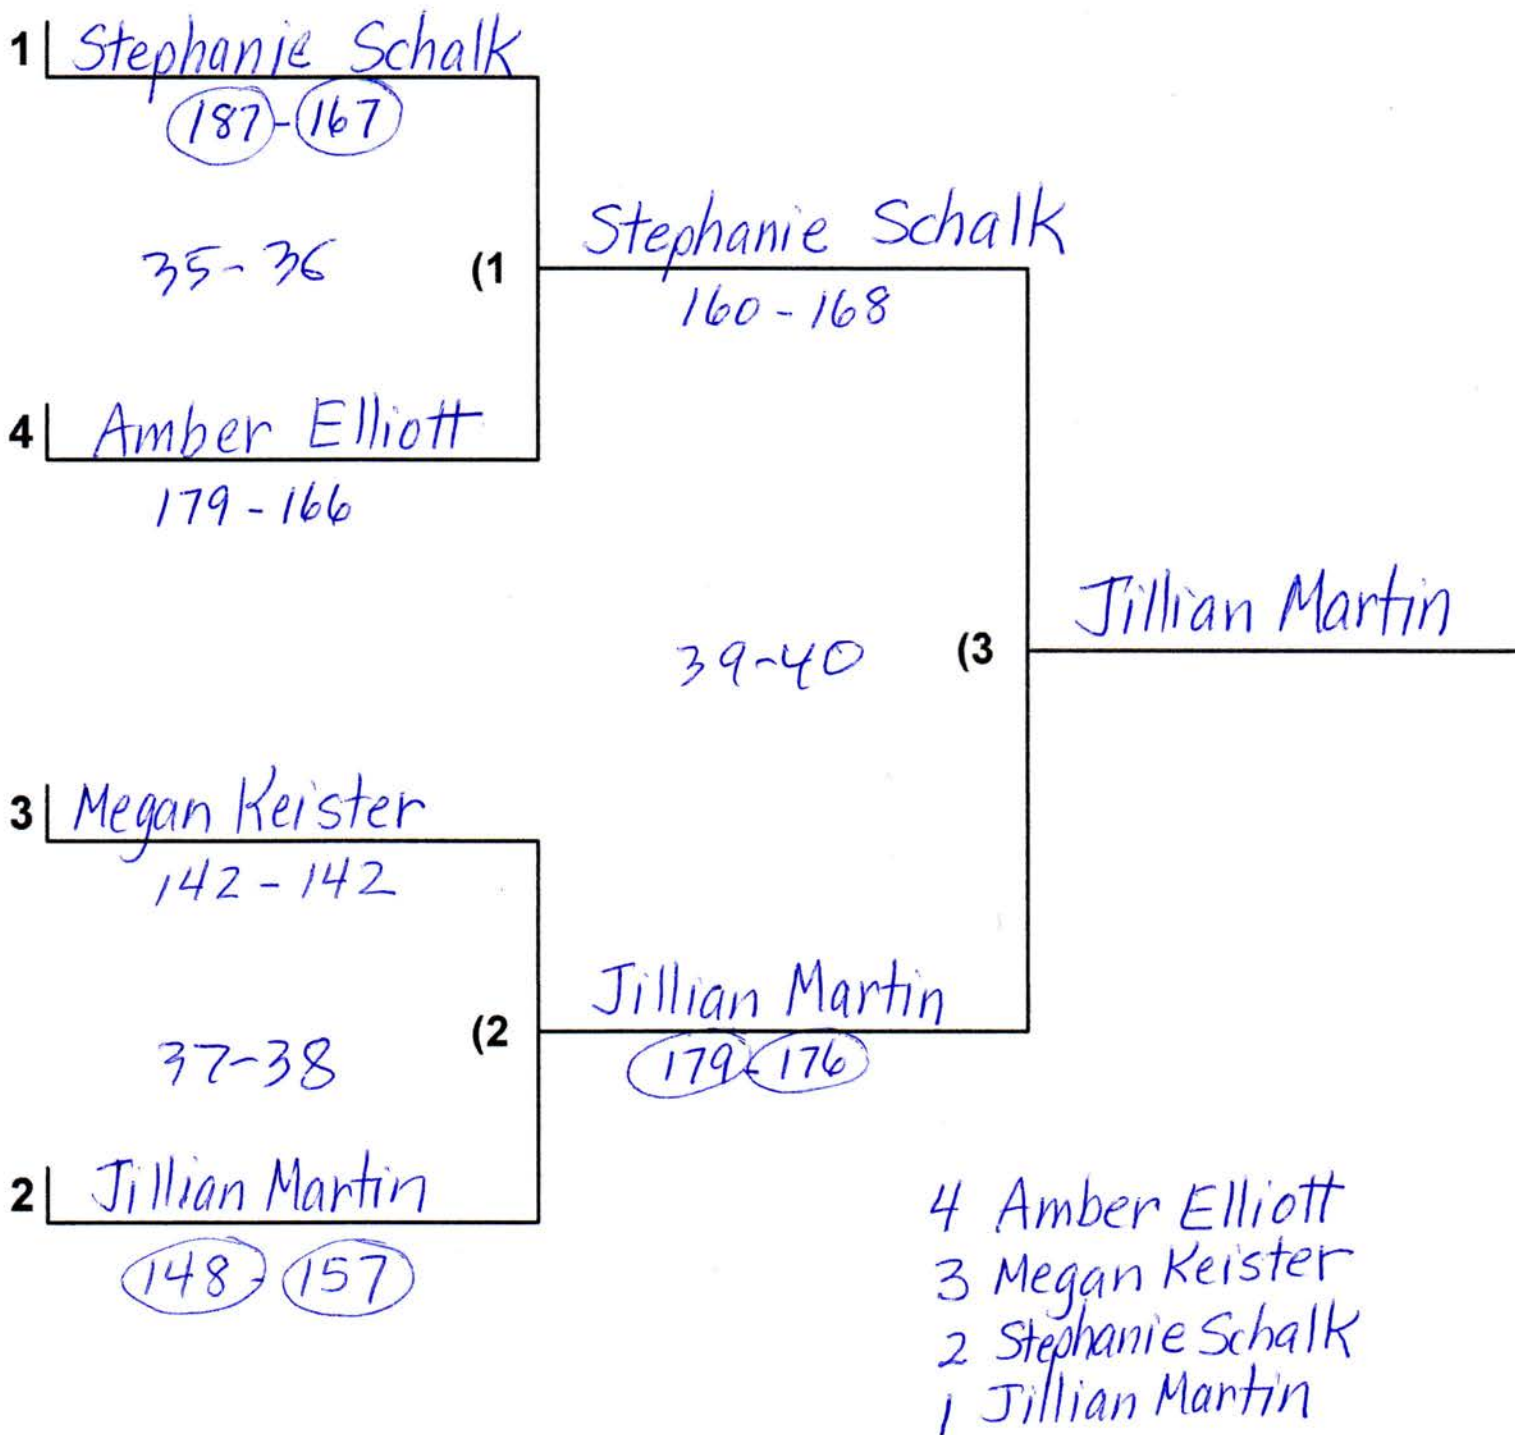 1 Stephanie Schalk
187-167
35-36 (1
Stephanie Schalk
160-168
4 Amber Elliott
179-166
Jillian Martin
39-40 (3
3 Megan Keister
142-142
Jillian Martin
179-176
37-38 (2
2 Jillian Martin
148-157
4 Amber Elliott
3 Megan Keister
2 Stephanie Schalk
1 Jillian Martin